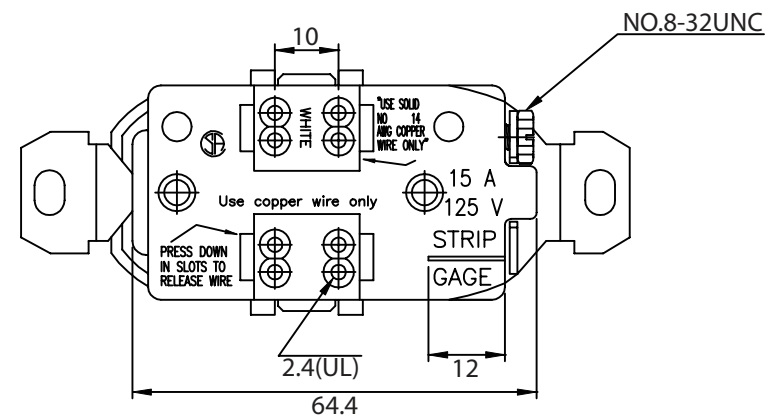 NO.8-32UNC
10
WHITE
"USE SOLID
NO 14
AWG COPPER
WIRE ONLY"
15 A
125 V
Use copper wire only
STRIP
GAGE
PRESS DOWN
IN SLOTS TO
RELEASE WIRE
2.4(UL)
12
64.4